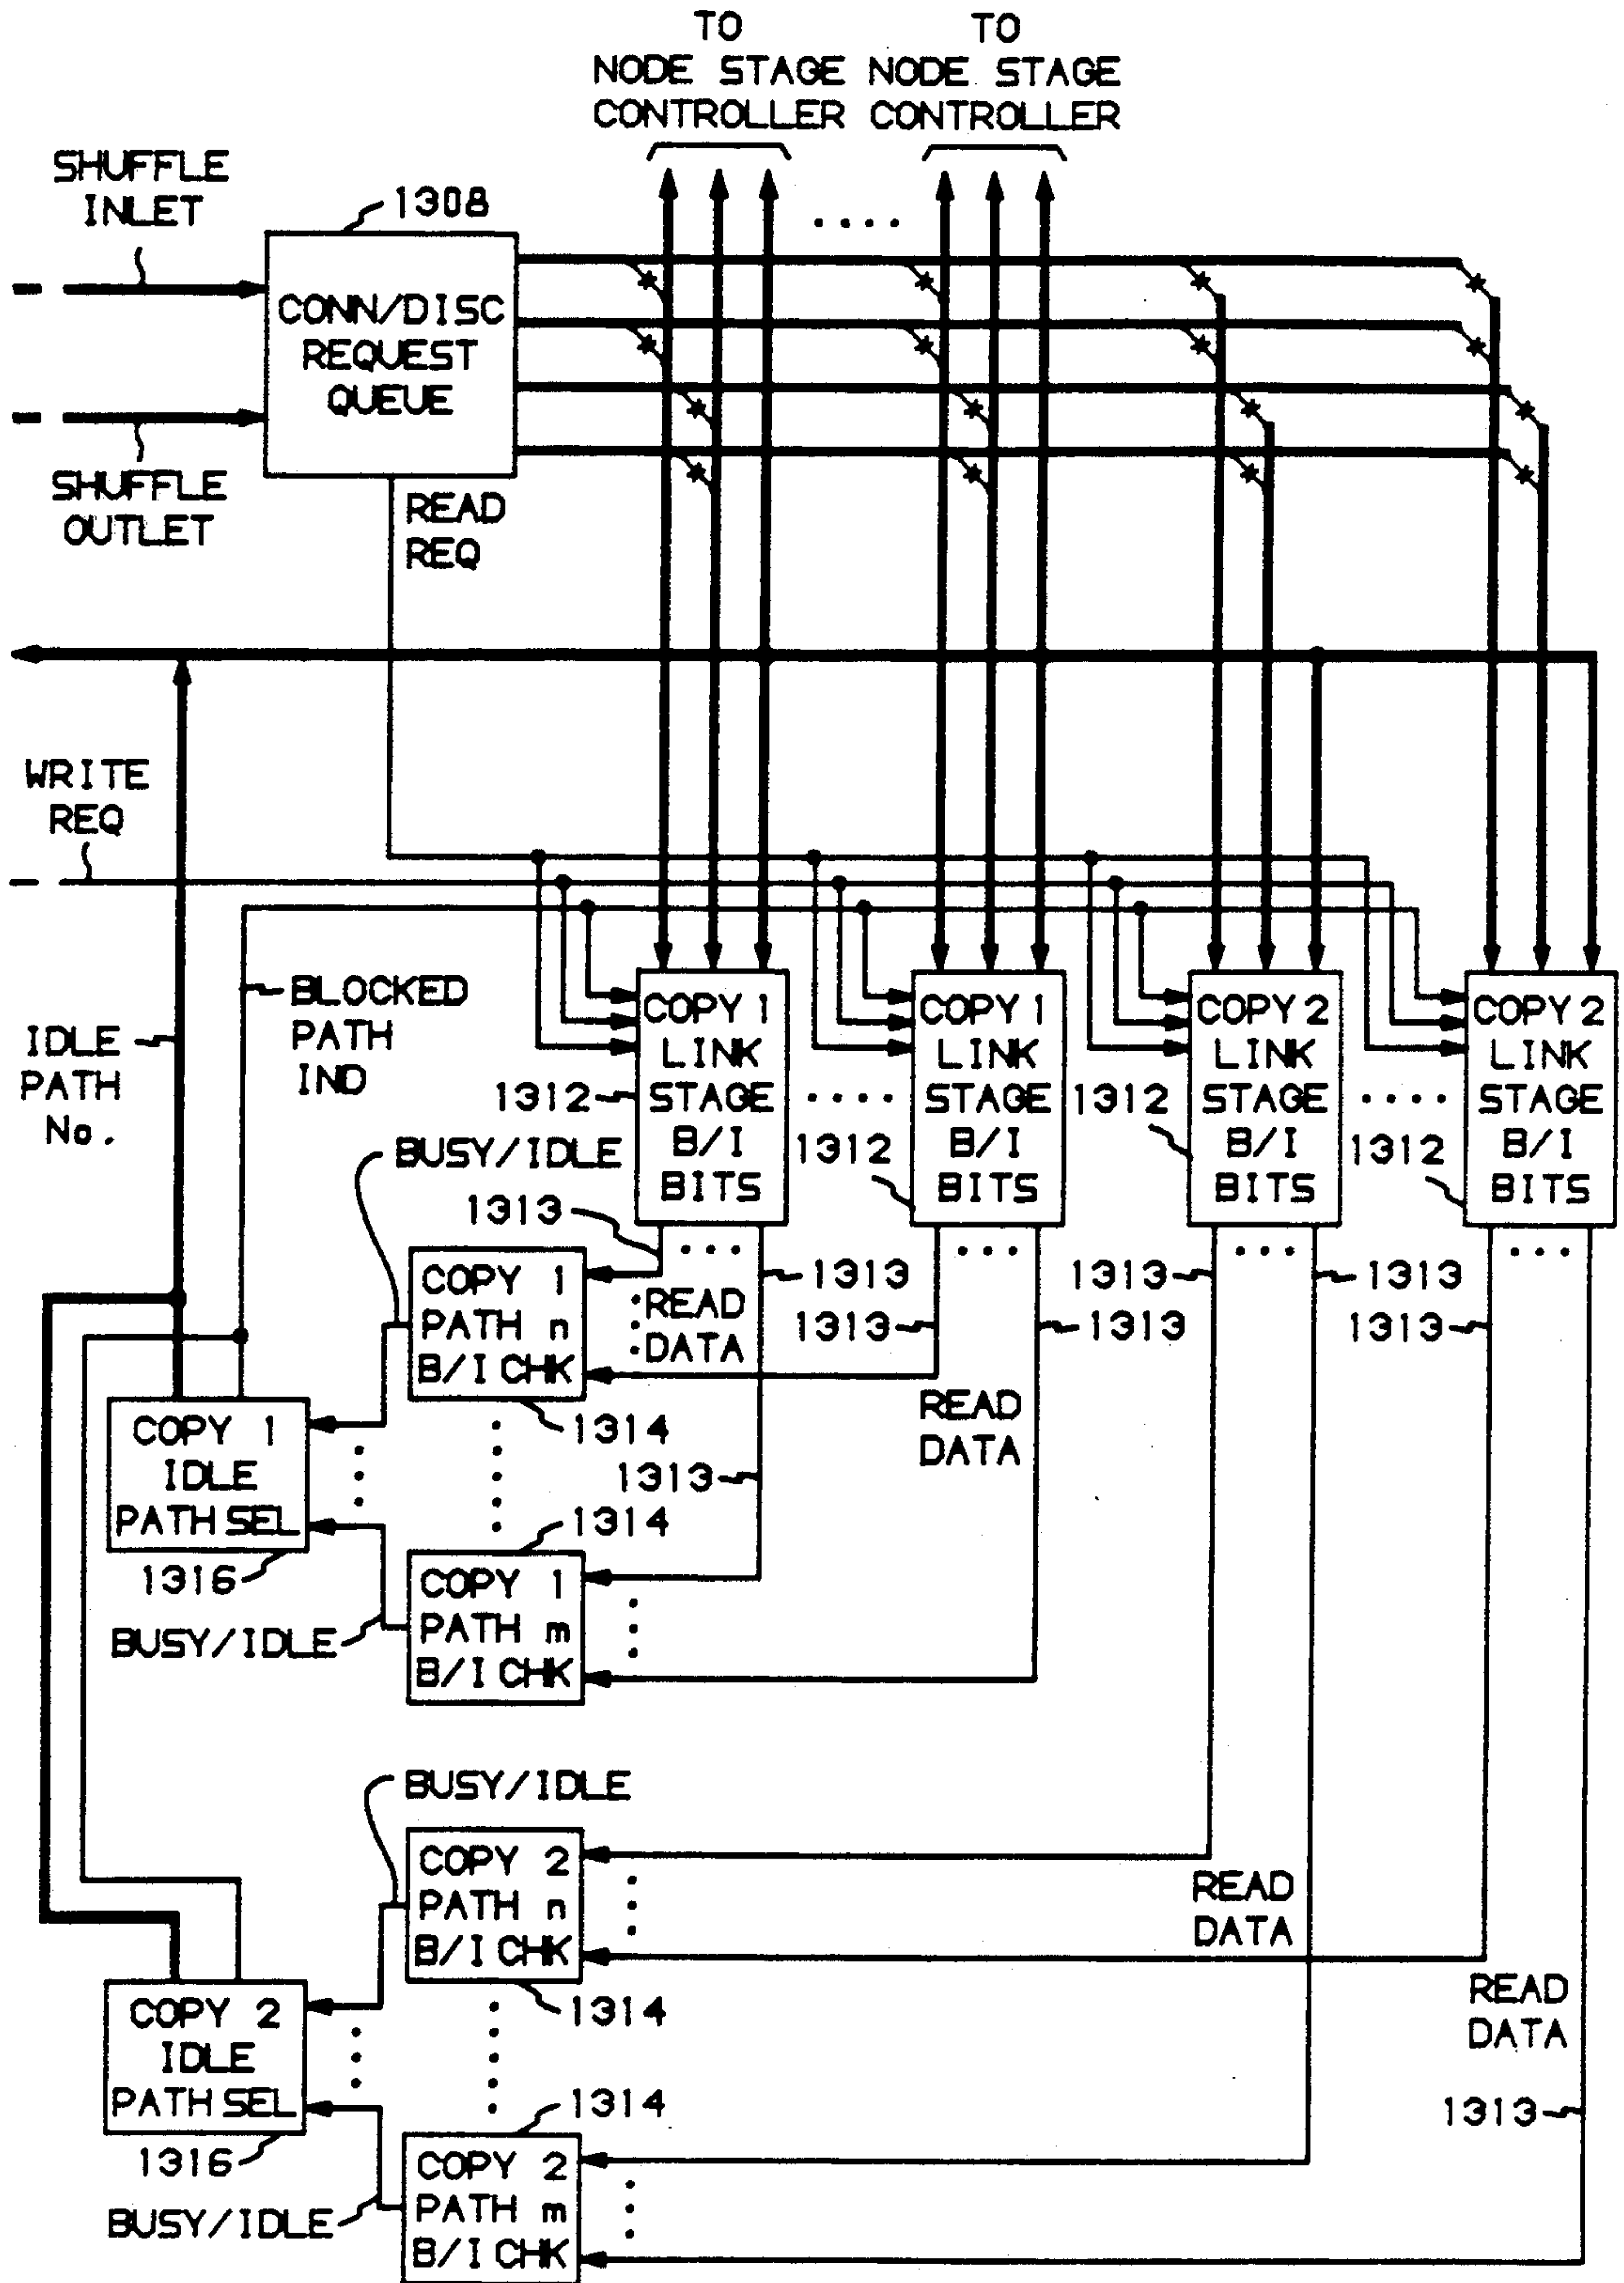 TO
NODE STAGE
CONTROLLER
TO
NODE STAGE
CONTROLLER
SHUFFLE
INLET
1308
CONN/DISC
REQUEST
QUEUE
SHUFFLE
OUTLET
READ
REQ
WRITE
REQ
IDLE
PATH
No.
BLOCKED
PATH
IND
COPY 1
LINK
STAGE
B/I
BITS
1312
COPY 1
LINK
STAGE
B/I
BITS
1312
COPY 2
LINK
STAGE
B/I
BITS
1312
COPY 2
LINK
STAGE
B/I
BITS
1312
BUSY/IDLE
1313
1313
1313
1313
1313
1313
1313
COPY 1
PATH n
B/I CHK
READ
DATA
1314
READ
DATA
1313
COPY 1
IDLE
PATH SEL
1316
1314
COPY 1
PATH m
B/I CHK
BUSY/IDLE
BUSY/IDLE
COPY 2
PATH n
B/I CHK
READ
DATA
1314
COPY 2
IDLE
PATH SEL
1316
READ
DATA
1313
1314
COPY 2
PATH m
B/I CHK
BUSY/IDLE